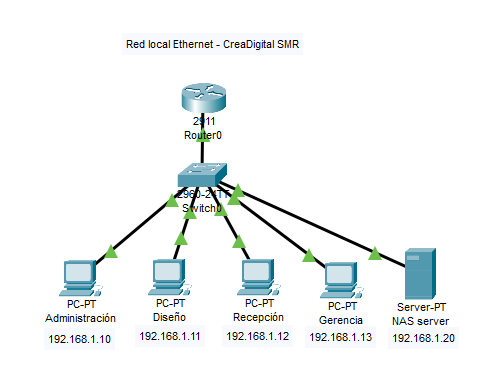 Red local Ethernet - CreaDigital SMR
2911
Router0
2960-24TT
Switch0
PC-PT
Administración
192.168.1.10
PC-PT
Diseño
192.168.1.11
PC-PT
Recepción
192.168.1.12
PC-PT
Gerencia
192.168.1.13
Server-PT
NAS server
192.168.1.20